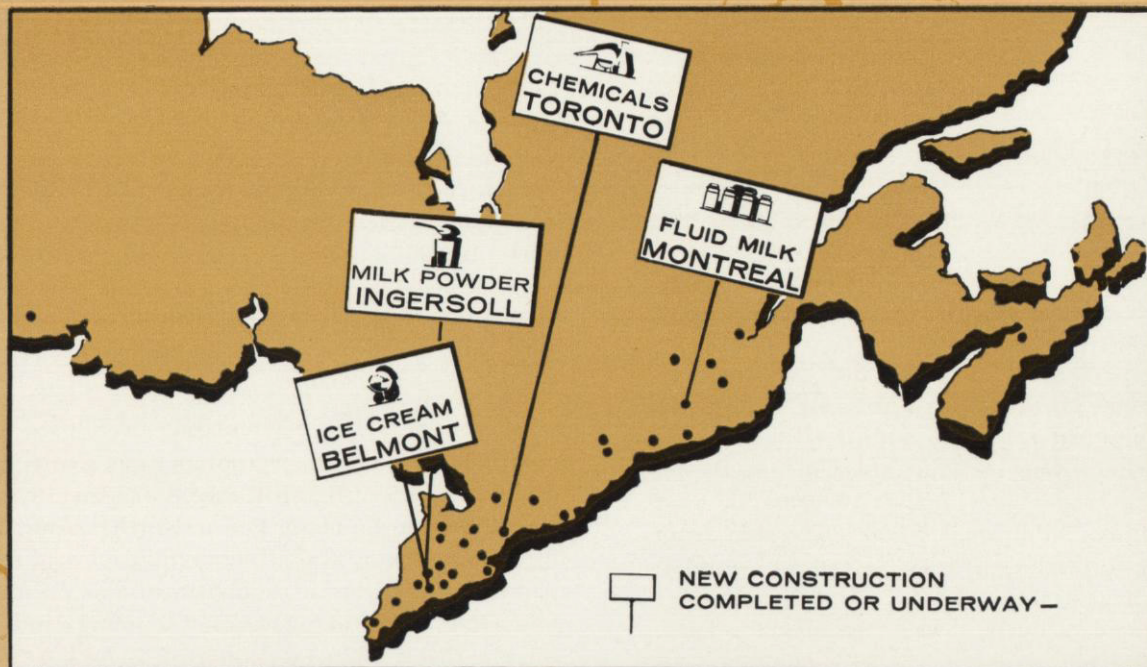 CHEMICALS
TORONTO
FLUID MILK
MONTREAL
MILK POWDER
INGERSOLL
ICE CREAM
BELMONT
NEW CONSTRUCTION
COMPLETED OR UNDERWAY—